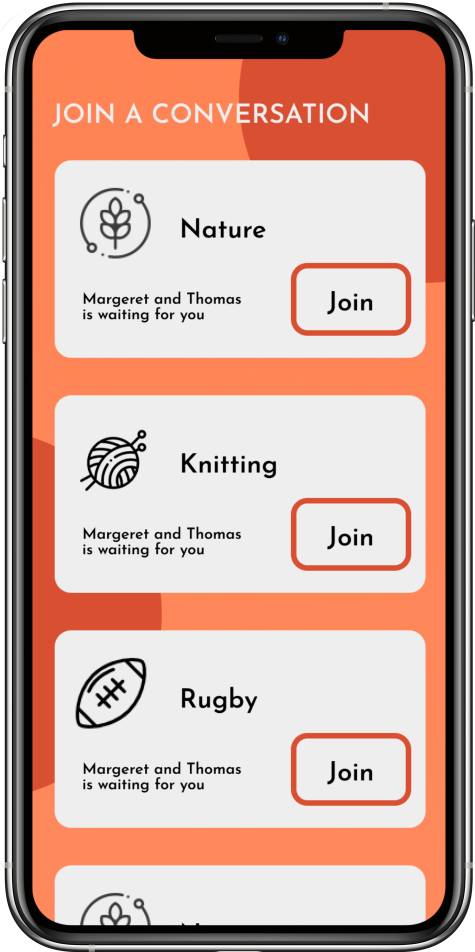 JOIN A CONVERSATION
Nature
Margeret and Thomas
is waiting for you
Join
Knitting
Margeret and Thomas
is waiting for you
Join
Rugby
Margeret and Thomas
is waiting for you
Join